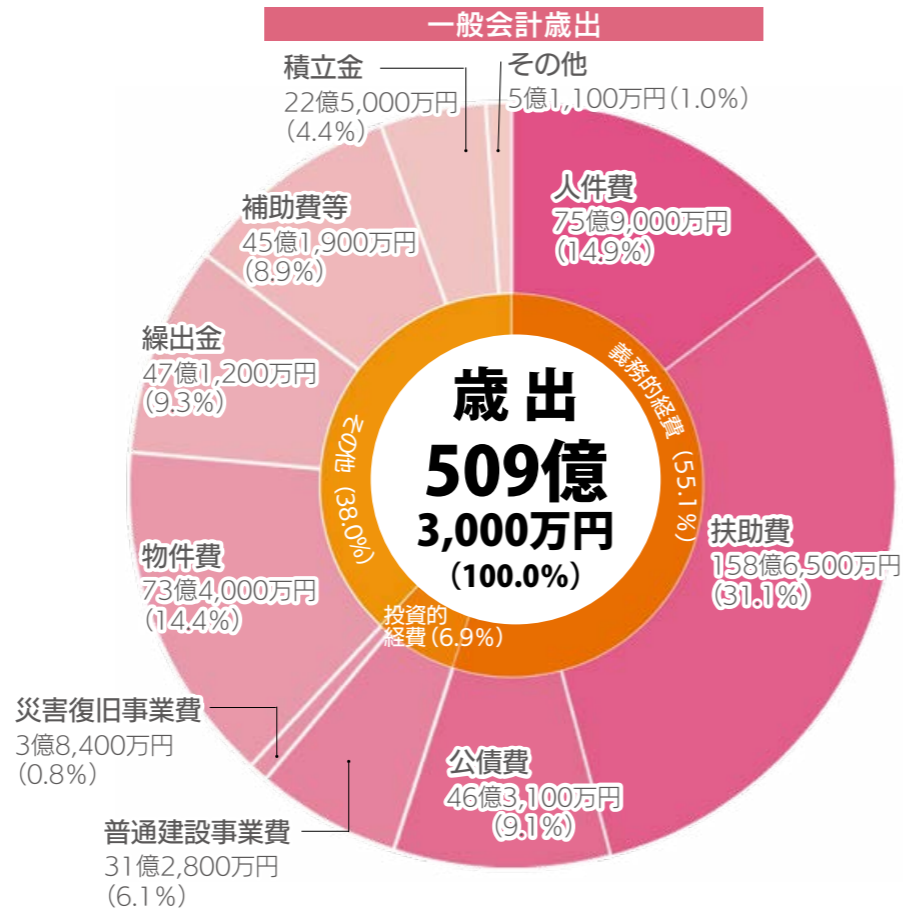 一般会計歳出
積立金
22億5,000万円
(4.4%)
その他
5億1,100万円(1.0%)
人件費
75億9,000万円
(14.9%)
補助費等
45億1,900万円
(8.9%)
繰出金
47億1,200万円
(9.3%)
義務的経費 (55.1%)
歳出
509億
3,000万円
(100.0%)
その他 (38.0%)
扶助費
158億6,500万円
(31.1%)
物件費
73億4,000万円
(14.4%)
投資的
経費(6.9%)
災害復旧事業費
3億8,400万円
(0.8%)
公債費
46億3,100万円
(9.1%)
普通建設事業費
31億2,800万円
(6.1%)